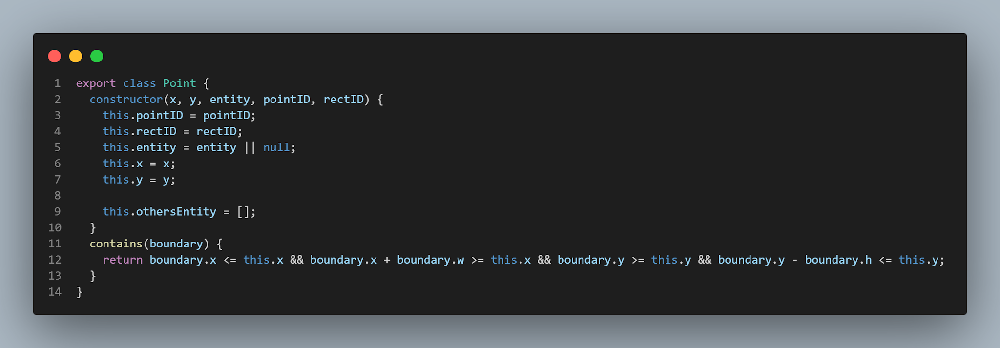 1 export class Point {
2   constructor(x, y, entity, pointID, rectID) {
3     this.pointID = pointID;
4     this.rectID = rectID;
5     this.entity = entity || null;
6     this.x = x;
7     this.y = y;
8
9     this.othersEntity = [];
10   }
11   contains(boundary) {
12     return boundary.x <= this.x && boundary.x + boundary.w >= this.x && boundary.y >= this.y && boundary.y - boundary.h <= this.y;
13   }
14 }